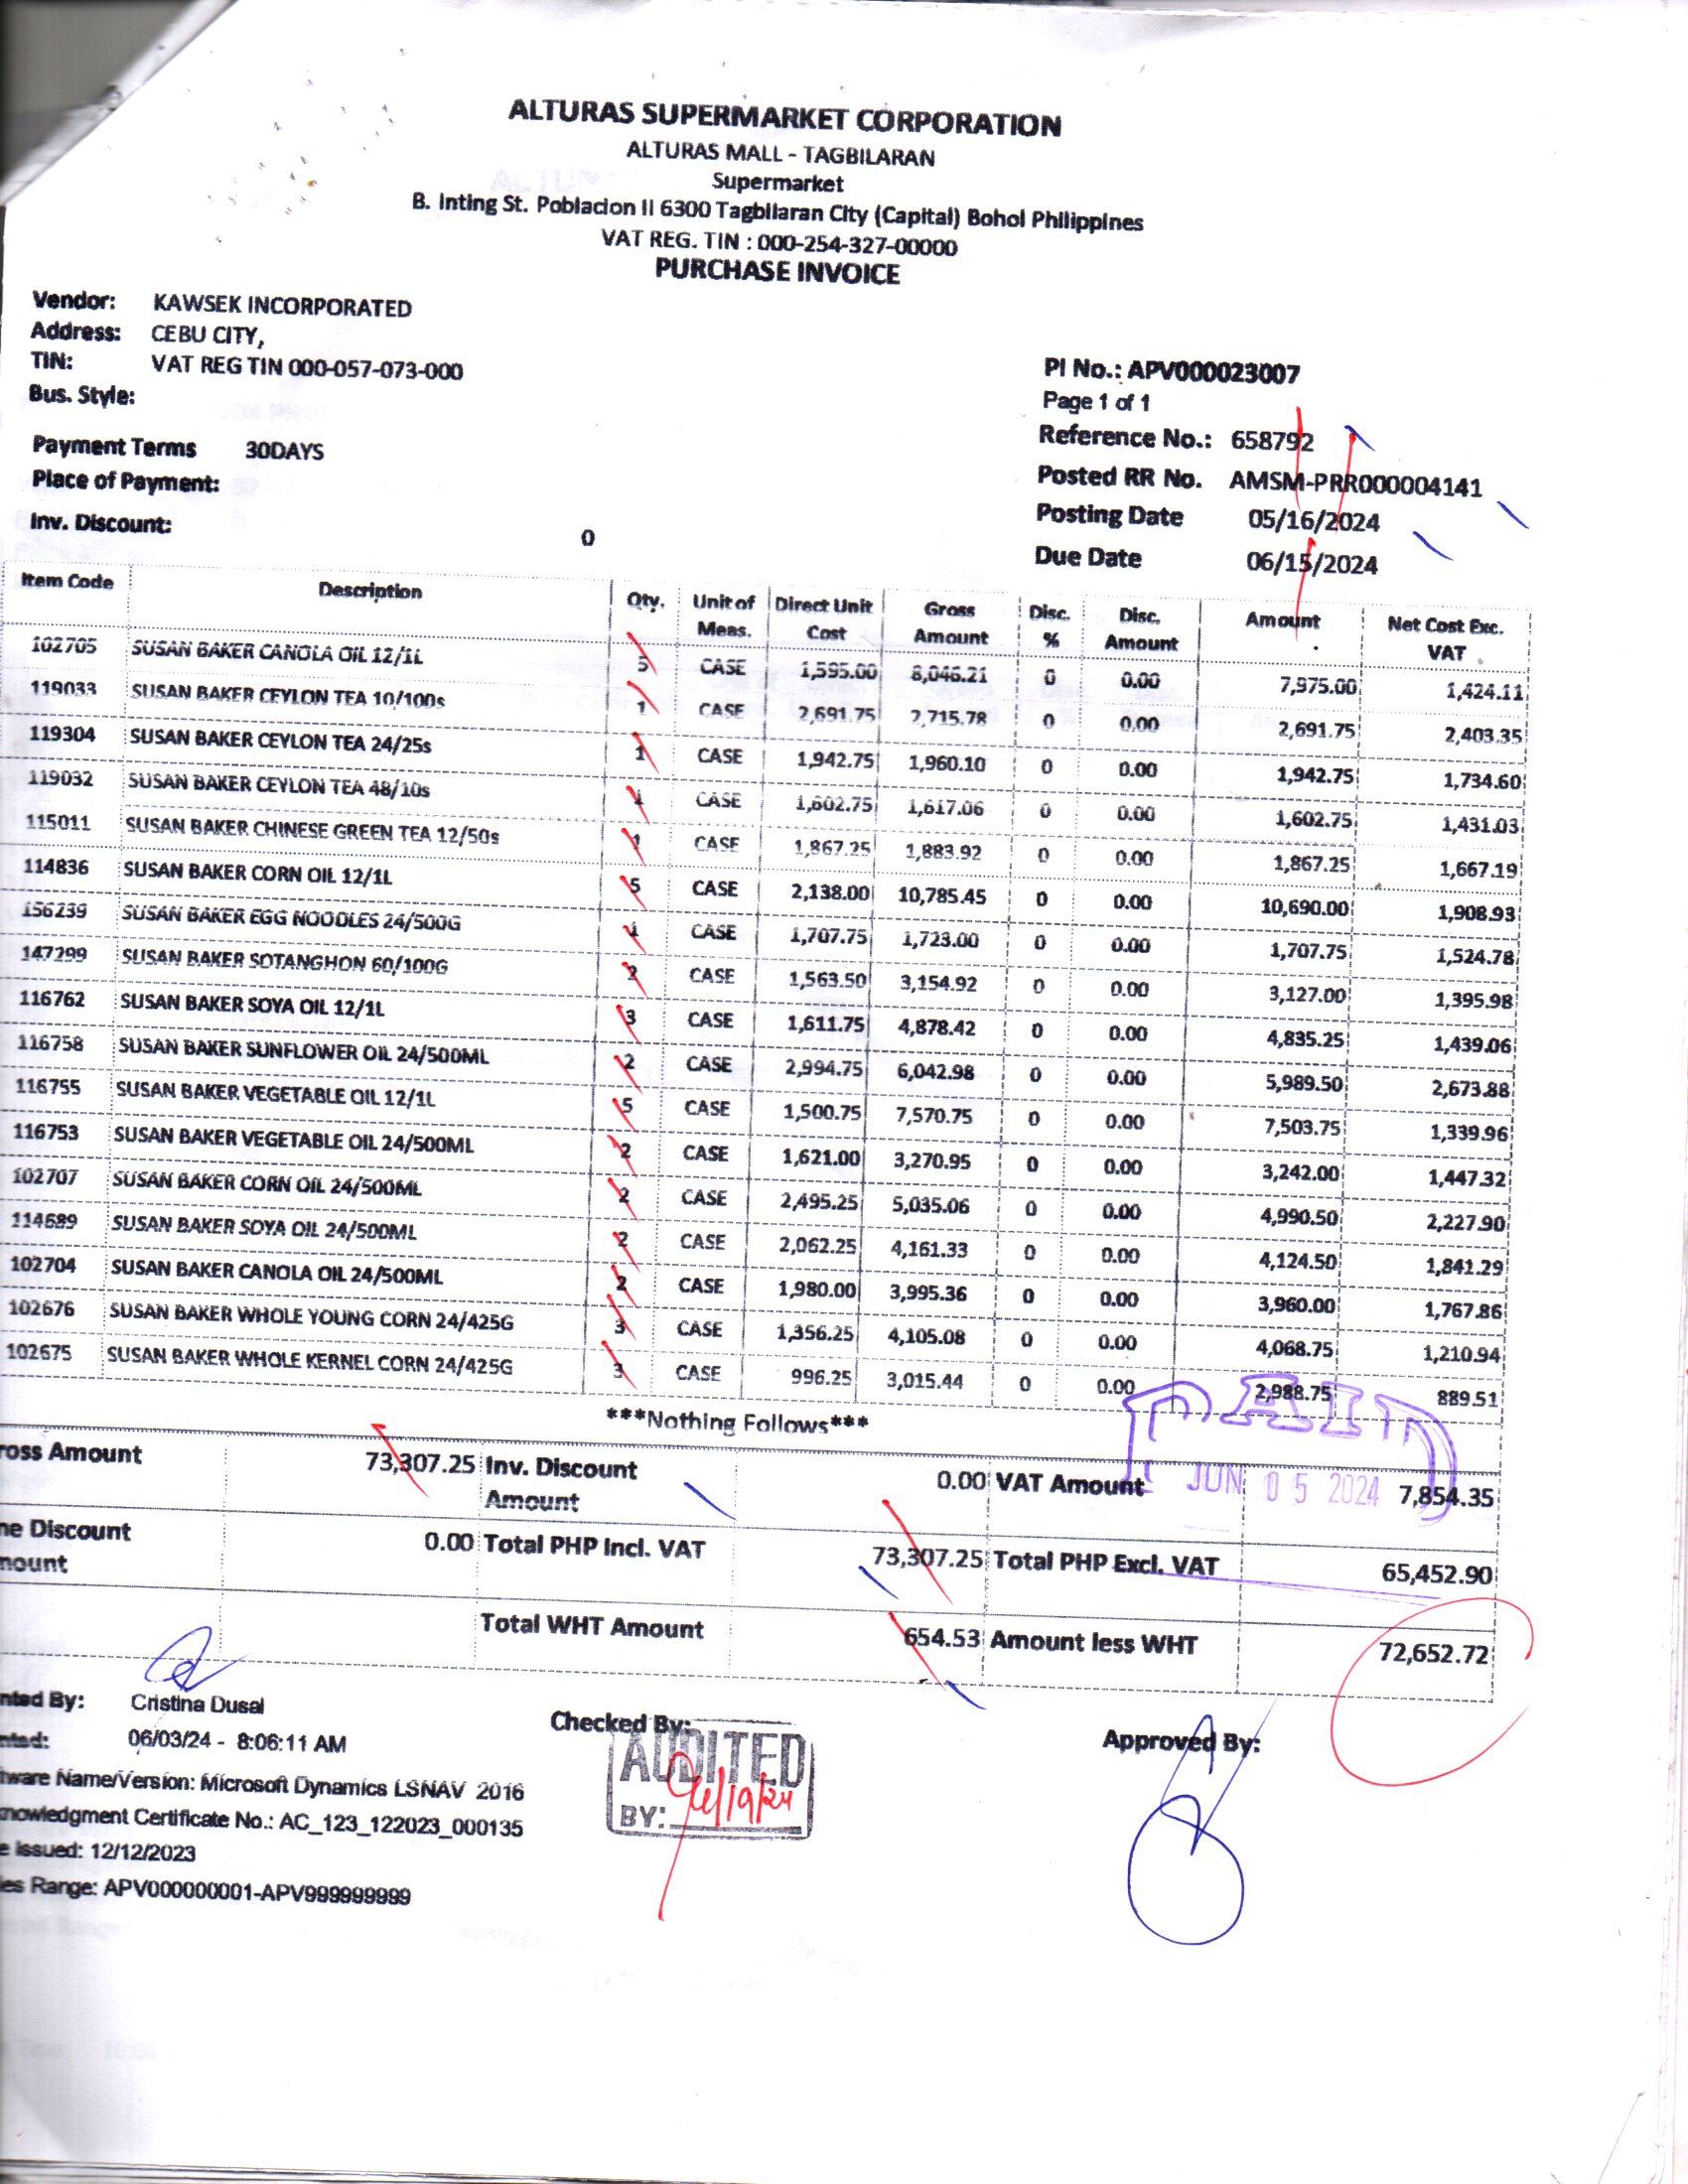 ALTURAS SUPERMARKET CORPORATION
ALTURAS MALL - TAGBILARAN
Supermarket
B. Inting St. Poblacion II 6300 Tagbilaran City (Capital) Bohol Philippines
VAT REG. TIN : 000-254-327-00000
PURCHASE INVOICE
Vendor: KAWSEK INCORPORATED
Address: CEBU CITY,
TIN: VAT REG TIN 000-057-073-000
Bus. Style:
PI No.: APV000023007
Page 1 of 1
Payment Terms 30DAYS
Reference No.: 658792
Place of Payment:
Posted RR No. AMSM-PRR000004141
Inv. Discount: 0
Posting Date 05/16/2024
Due Date 06/15/2024
Item Code Description Qty. Unit of Meas. Direct Unit Cost Gross Amount Disc. % Disc. Amount Amount Net Cost Exc. VAT
102705 SUSAN BAKER CANOLA OIL 12/1L 5 CASE 1,595.00 8,046.21 0 0.00 7,975.00 1,424.11
119033 SUSAN BAKER CEYLON TEA 10/100s 1 CASE 2,691.75 2,715.78 0 0.00 2,691.75 2,403.35
119304 SUSAN BAKER CEYLON TEA 24/25s 1 CASE 1,942.75 1,960.10 0 0.00 1,942.75 1,734.60
119032 SUSAN BAKER CEYLON TEA 48/10s 1 CASE 1,602.75 1,617.06 0 0.00 1,602.75 1,431.03
115011 SUSAN BAKER CHINESE GREEN TEA 12/50s 1 CASE 1,867.25 1,883.92 0 0.00 1,867.25 1,667.19
114836 SUSAN BAKER CORN OIL 12/1L 5 CASE 2,138.00 10,785.45 0 0.00 10,690.00 1,908.93
156239 SUSAN BAKER EGG NOODLES 24/500G 1 CASE 1,707.75 1,723.00 0 0.00 1,707.75 1,524.78
147299 SUSAN BAKER SOTANGHON 60/100G 2 CASE 1,563.50 3,154.92 0 0.00 3,127.00 1,395.98
116762 SUSAN BAKER SOYA OIL 12/1L 3 CASE 1,611.75 4,878.42 0 0.00 4,835.25 1,439.06
116758 SUSAN BAKER SUNFLOWER OIL 24/500ML 2 CASE 2,994.75 6,042.98 0 0.00 5,989.50 2,673.88
116755 SUSAN BAKER VEGETABLE OIL 12/1L 5 CASE 1,500.75 7,570.75 0 0.00 7,503.75 1,339.96
116753 SUSAN BAKER VEGETABLE OIL 24/500ML 2 CASE 1,621.00 3,270.95 0 0.00 3,242.00 1,447.32
102707 SUSAN BAKER CORN OIL 24/500ML 2 CASE 2,495.25 5,035.06 0 0.00 4,990.50 2,227.90
114689 SUSAN BAKER SOYA OIL 24/500ML 2 CASE 2,062.25 4,161.33 0 0.00 4,124.50 1,841.29
102704 SUSAN BAKER CANOLA OIL 24/500ML 2 CASE 1,980.00 3,995.36 0 0.00 3,960.00 1,767.86
102676 SUSAN BAKER WHOLE YOUNG CORN 24/425G 3 CASE 1,356.25 4,105.08 0 0.00 4,068.75 1,210.94
102675 SUSAN BAKER WHOLE KERNEL CORN 24/425G 3 CASE 996.25 3,015.44 0 0.00 2,988.75 889.51
***Nothing Follows***
PAID
JUN 05 2024
ross Amount 73,307.25 Inv. Discount Amount 0.00 VAT Amount 7,854.35
ne Discount mount 0.00 Total PHP Incl. VAT 73,307.25 Total PHP Excl. VAT 65,452.90
Total WHT Amount 654.53 Amount less WHT 72,652.72
nted By: Cristina Dusal
Checked By:
Approved By:
nted: 06/03/24 - 8:06:11 AM
AUDITED
BY:
tware Name/Version: Microsoft Dynamics LSNAV 2016
nowledgment Certificate No.: AC_123_122023_000135
e Issued: 12/12/2023
ies Range: APV000000001-APV999999999